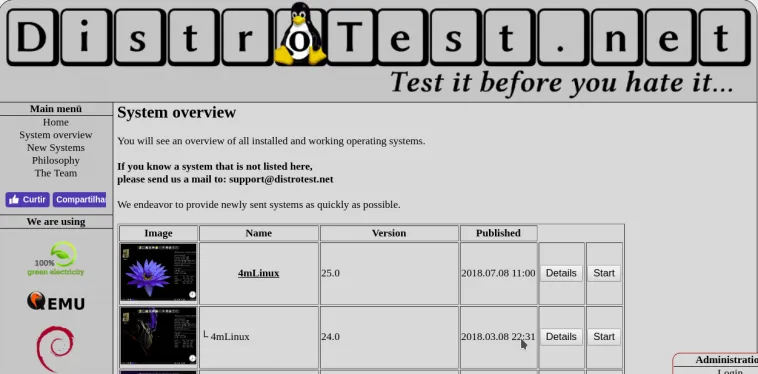 DistroTest.net
Test it before you hate it...
Main menü
Home
System overview
New Systems
Philosophy
The Team
Curtir
Compartilhar
We are using
100%
green electricity
QEMU
System overview
You will see an overview of all installed and working operating systems.
If you know a system that is not listed here,
please send us a mail to: support@distrotest.net
We endeavor to provide newly sent systems as quickly as possible.
Image Name Version Published
4mLinux 25.0 2018.07.08 11:00 Details Start
└ 4mLinux 24.0 2018.03.08 22:31 Details Start
Administratio
Login